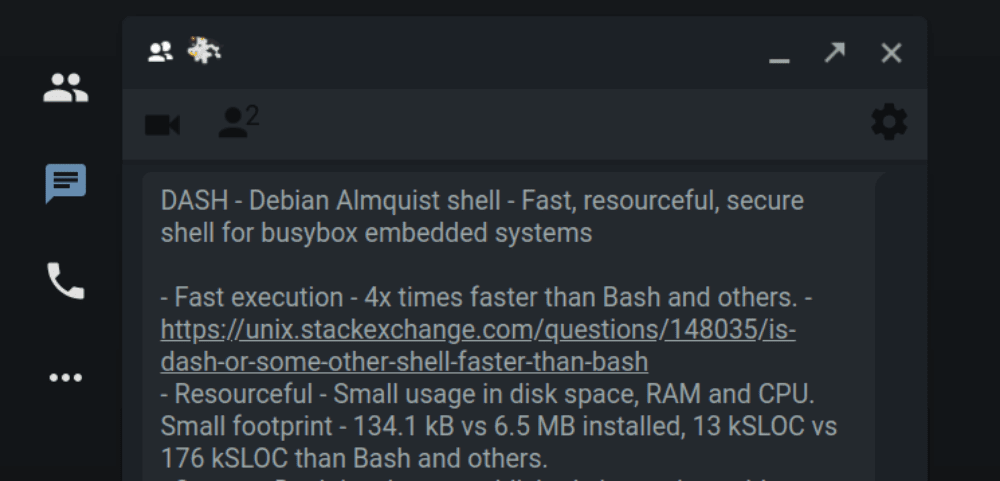 2
DASH - Debian Almquist shell - Fast, resourceful, secure
shell for busybox embedded systems
- Fast execution - 4x times faster than Bash and others. -
https://unix.stackexchange.com/questions/148035/is-
dash-or-some-other-shell-faster-than-bash
- Resourceful - Small usage in disk space, RAM and CPU.
Small footprint - 134.1 kB vs 6.5 MB installed, 13 kSLOC vs
176 kSLOC than Bash and others.